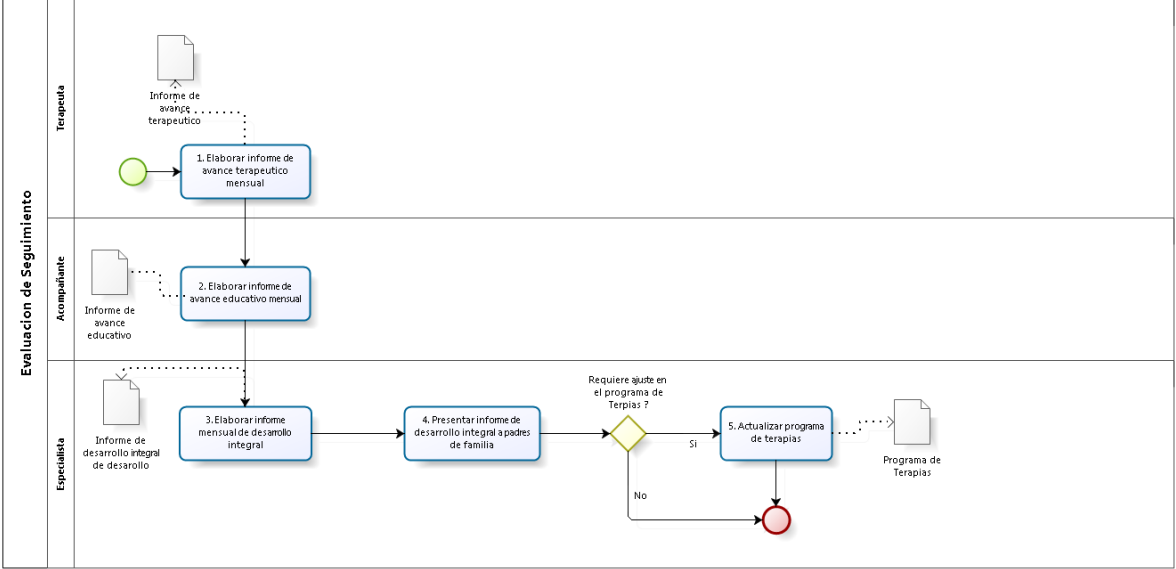 Evaluacion de Seguimiento
Terapeuta
Informe de
avance
terapeutico
1. Elaborar informe de
avance terapeutico
mensual
Acompañante
Informe de
avance
educativo
2. Elaborar informe de
avance educativo mensual
Especialista
Informe de
desarrollo integral
de desarollo
3. Elaborar informe
mensual de desarrollo
integral
4. Presentar informe de
desarrollo integral a padres
de familia
Requiere ajuste en
el programa de
Terpias ?
Si
No
5. Actualizar programa
de terapias
Programa de
Terapias